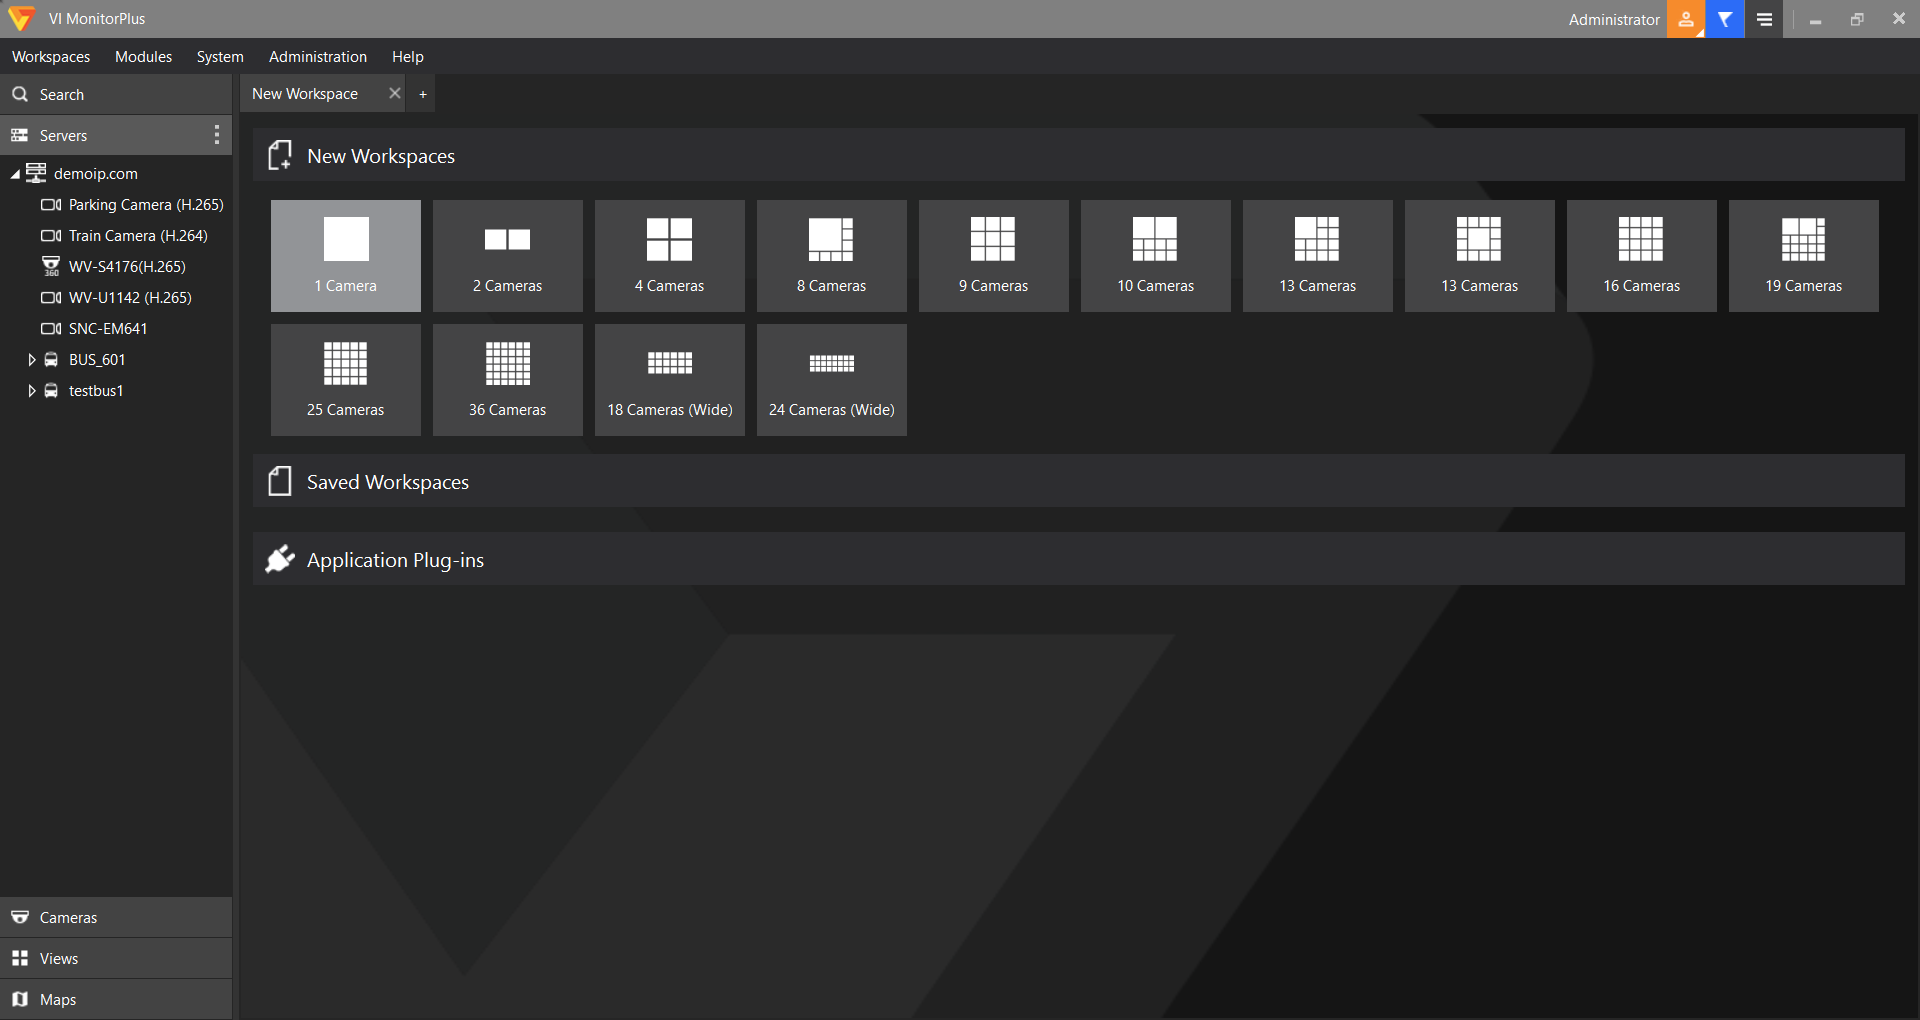 VI MonitorPlus
Administrator
Workspaces Modules System Administration Help
Search
Servers
demoip.com
Parking Camera (H.265)
Train Camera (H.264)
360
WV-S4176(H.265)
WV-U1142 (H.265)
SNC-EM641
BUS_601
testbus1
Cameras
Views
Maps
New Workspace
+
New Workspaces
1 Camera
2 Cameras
4 Cameras
8 Cameras
9 Cameras
10 Cameras
13 Cameras
13 Cameras
16 Cameras
19 Cameras
25 Cameras
36 Cameras
18 Cameras (Wide)
24 Cameras (Wide)
Saved Workspaces
Application Plug-ins